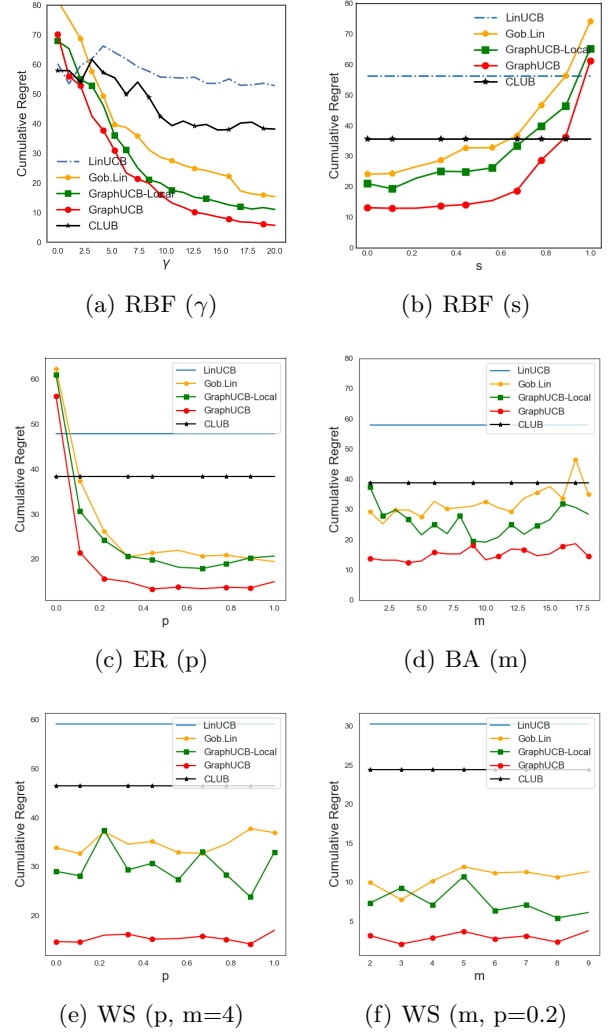 80
70
60
50
40
30
20
10
0
Cumulative Regret
LinUCB
Gob.Lin
GraphUCB-Local
GraphUCB
CLUB
0.0 2.5 5.0 7.5 10.0 12.5 15.0 17.5 20.0
γ
(a) RBF (γ)
80
70
60
50
40
30
20
10
0
Cumulative Regret
LinUCB
Gob.Lin
GraphUCB-Local
GraphUCB
CLUB
0.0 0.2 0.4 0.6 0.8 1.0
s
(b) RBF (s)
60
50
40
30
20
Cumulative Regret
LinUCB
Gob.Lin
GraphUCB-Local
GraphUCB
CLUB
0.0 0.2 0.4 0.6 0.8 1.0
p
(c) ER (p)
80
70
60
50
40
30
20
10
0
Cumulative Regret
LinUCB
Gob.Lin
GraphUCB-Local
GraphUCB
CLUB
2.5 5.0 7.5 10.0 12.5 15.0 17.5
m
(d) BA (m)
60
50
40
30
20
Cumulative Regret
LinUCB
Gob.Lin
GraphUCB-Local
GraphUCB
CLUB
0.0 0.2 0.4 0.6 0.8 1.0
p
(e) WS (p, m=4)
30
25
20
15
10
5
Cumulative Regret
LinUCB
Gob.Lin
GraphUCB-Local
GraphUCB
CLUB
2 3 4 5 6 7 8 9
m
(f) WS (m, p=0.2)